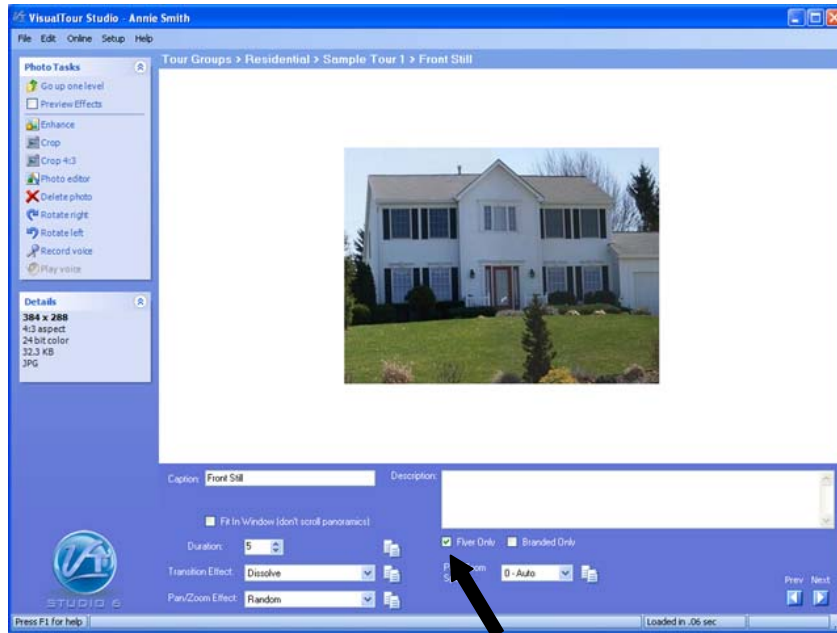 VisualTour Studio - Annie Smith
File Edit Online Setup Help
Photo Tasks
Go up one level
Preview Effects
Enhance
Crop
Crop 4:3
Photo editor
Delete photo
Rotate right
Rotate left
Record voice
Play voice
Details
384 x 288
4:3 aspect
24 bit color
32.3 KB
JPG
Tour Groups > Residential > Sample Tour 1 > Front Still
Caption: Front Still
Description:
Fit In Window (don't scroll panoramics)
Duration: 5
Flyer Only
Branded Only
Transition Effect: Dissolve
0 - Auto
Pan/Zoom Effect: Random
Prev Next
STUDIO 6
Press F1 for help
Loaded in .06 sec